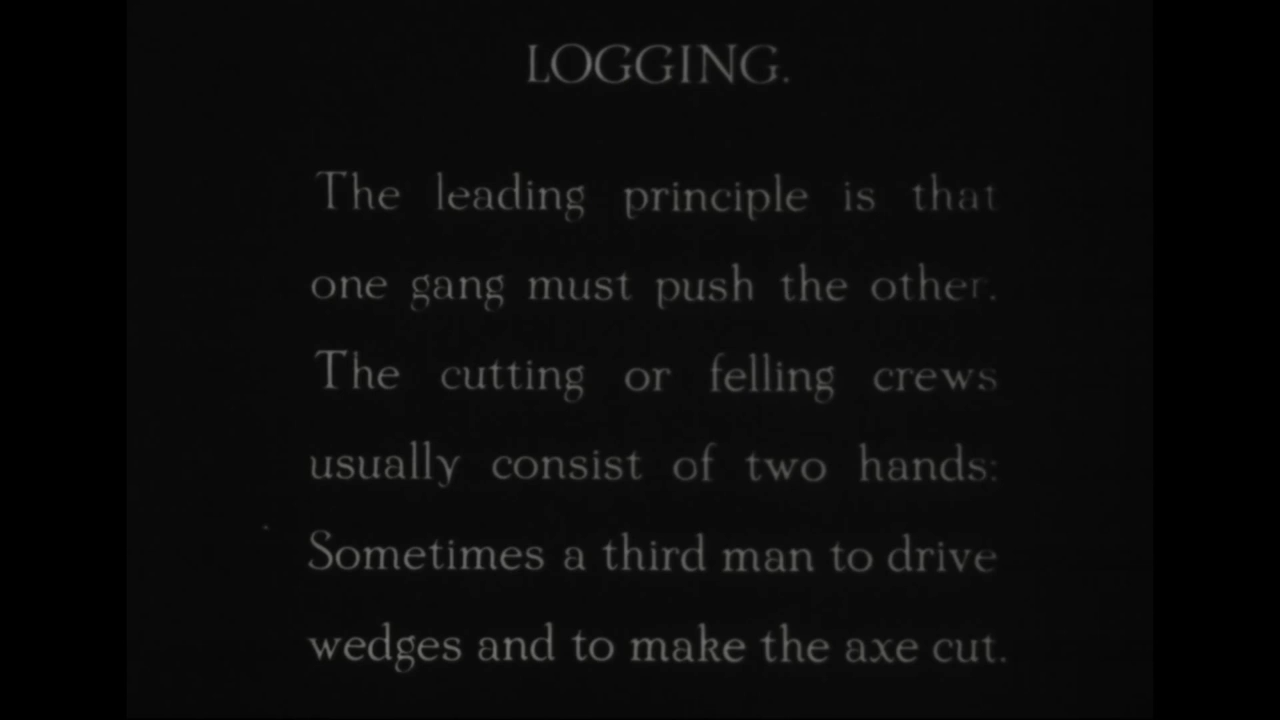 LOGGING.
The leading principle is that
one gang must push the other.
The cutting or felling crews
usually consist of two hands:
Sometimes a third man to drive
wedges and to make the axe cut.